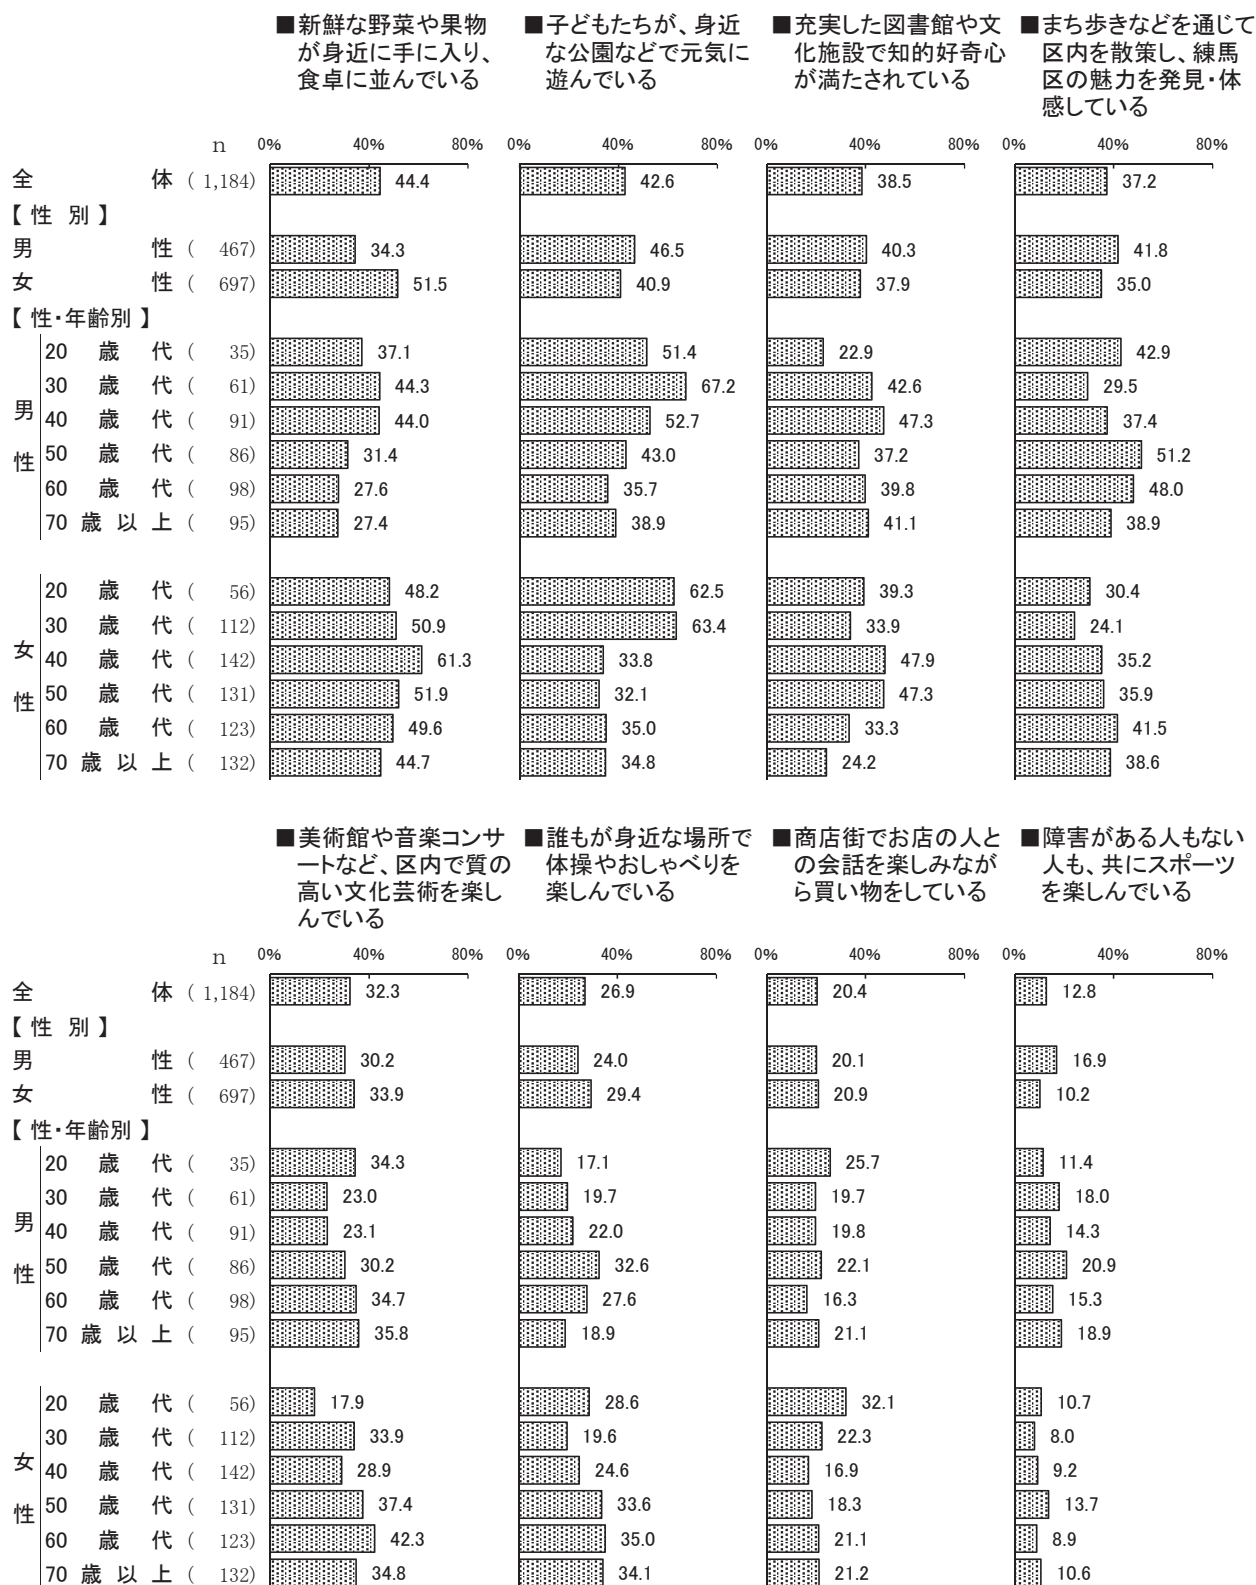 ■新鮮な野菜や果物 ■子どもたちが、身近 ■充実した図書館や文 ■まち歩きなどを通じて
が身近に手に入り、 な公園などで元気に 化施設で知的好奇心 区内を散策し、練馬
食卓に並んでいる 遊んでいる が満たされている 区の魅力を発見・体
感している
n 0% 40% 80% 0% 40% 80% 0% 40% 80% 0% 40% 80%
全体 (1,184) 44.4 42.6 38.5 37.2
【性別】
男性 (467) 34.3 46.5 40.3 41.8
女性 (697) 51.5 40.9 37.9 35.0
【性・年齢別】
男性
20歳代 (35) 37.1 51.4 22.9 42.9
30歳代 (61) 44.3 67.2 42.6 29.5
40歳代 (91) 44.0 52.7 47.3 37.4
50歳代 (86) 31.4 43.0 37.2 51.2
60歳代 (98) 27.6 35.7 39.8 48.0
70歳以上 (95) 27.4 38.9 41.1 38.9
女性
20歳代 (56) 48.2 62.5 39.3 30.4
30歳代 (112) 50.9 63.4 33.9 24.1
40歳代 (142) 61.3 33.8 47.9 35.2
50歳代 (131) 51.9 32.1 47.3 35.9
60歳代 (123) 49.6 35.0 33.3 41.5
70歳以上 (132) 44.7 34.8 24.2 38.6
■美術館や音楽コンサ ■誰もが身近な場所で ■商店街でお店の人と ■障害がある人もない
ートなど、区内で質の 体操やおしゃべりを の会話を楽しみなが 人も、共にスポーツ
高い文化芸術を楽し 楽しんでいる ら買い物をしている を楽しんでいる
んでいる
n 0% 40% 80% 0% 40% 80% 0% 40% 80% 0% 40% 80%
全体 (1,184) 32.3 26.9 20.4 12.8
【性別】
男性 (467) 30.2 24.0 20.1 16.9
女性 (697) 33.9 29.4 20.9 10.2
【性・年齢別】
男性
20歳代 (35) 34.3 17.1 25.7 11.4
30歳代 (61) 23.0 19.7 19.7 18.0
40歳代 (91) 23.1 22.0 19.8 14.3
50歳代 (86) 30.2 32.6 22.1 20.9
60歳代 (98) 34.7 27.6 16.3 15.3
70歳以上 (95) 35.8 18.9 21.1 18.9
女性
20歳代 (56) 17.9 28.6 32.1 10.7
30歳代 (112) 33.9 19.6 22.3 8.0
40歳代 (142) 28.9 24.6 16.9 9.2
50歳代 (131) 37.4 33.6 18.3 13.7
60歳代 (123) 42.3 35.0 21.1 8.9
70歳以上 (132) 34.8 34.1 21.2 10.6